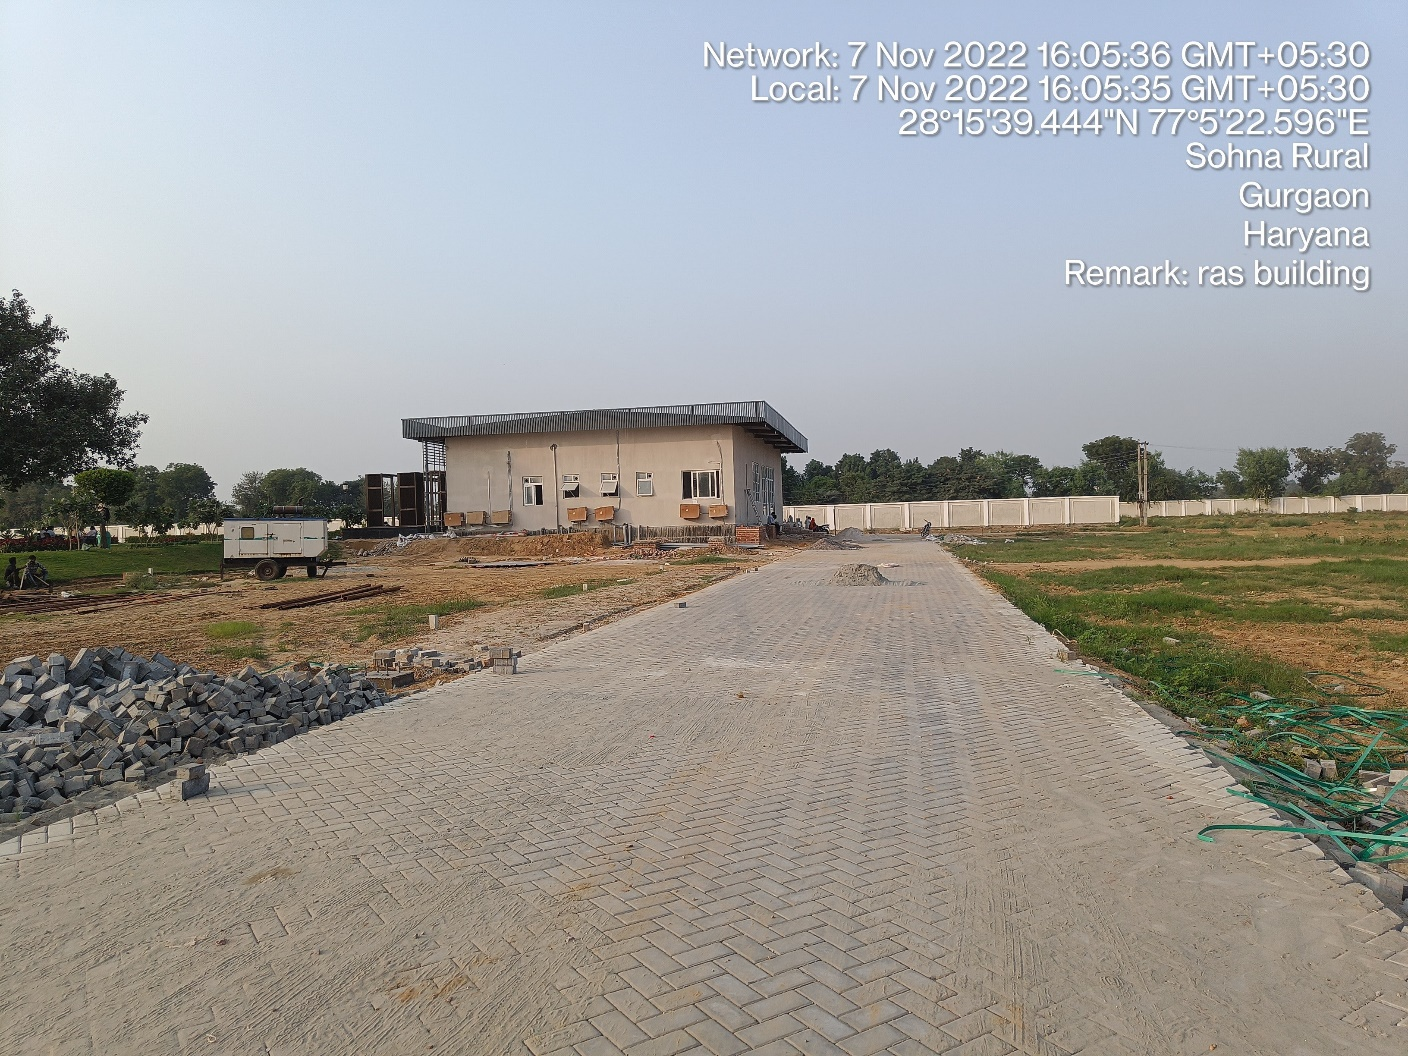 Network: 7 Nov 2022 16:05:36 GMT+05:30
Local: 7 Nov 2022 16:05:35 GMT+05:30
28°15'39.444"N 77°5'22.596"E
Sohna Rural
Gurgaon
Haryana
Remark: ras building